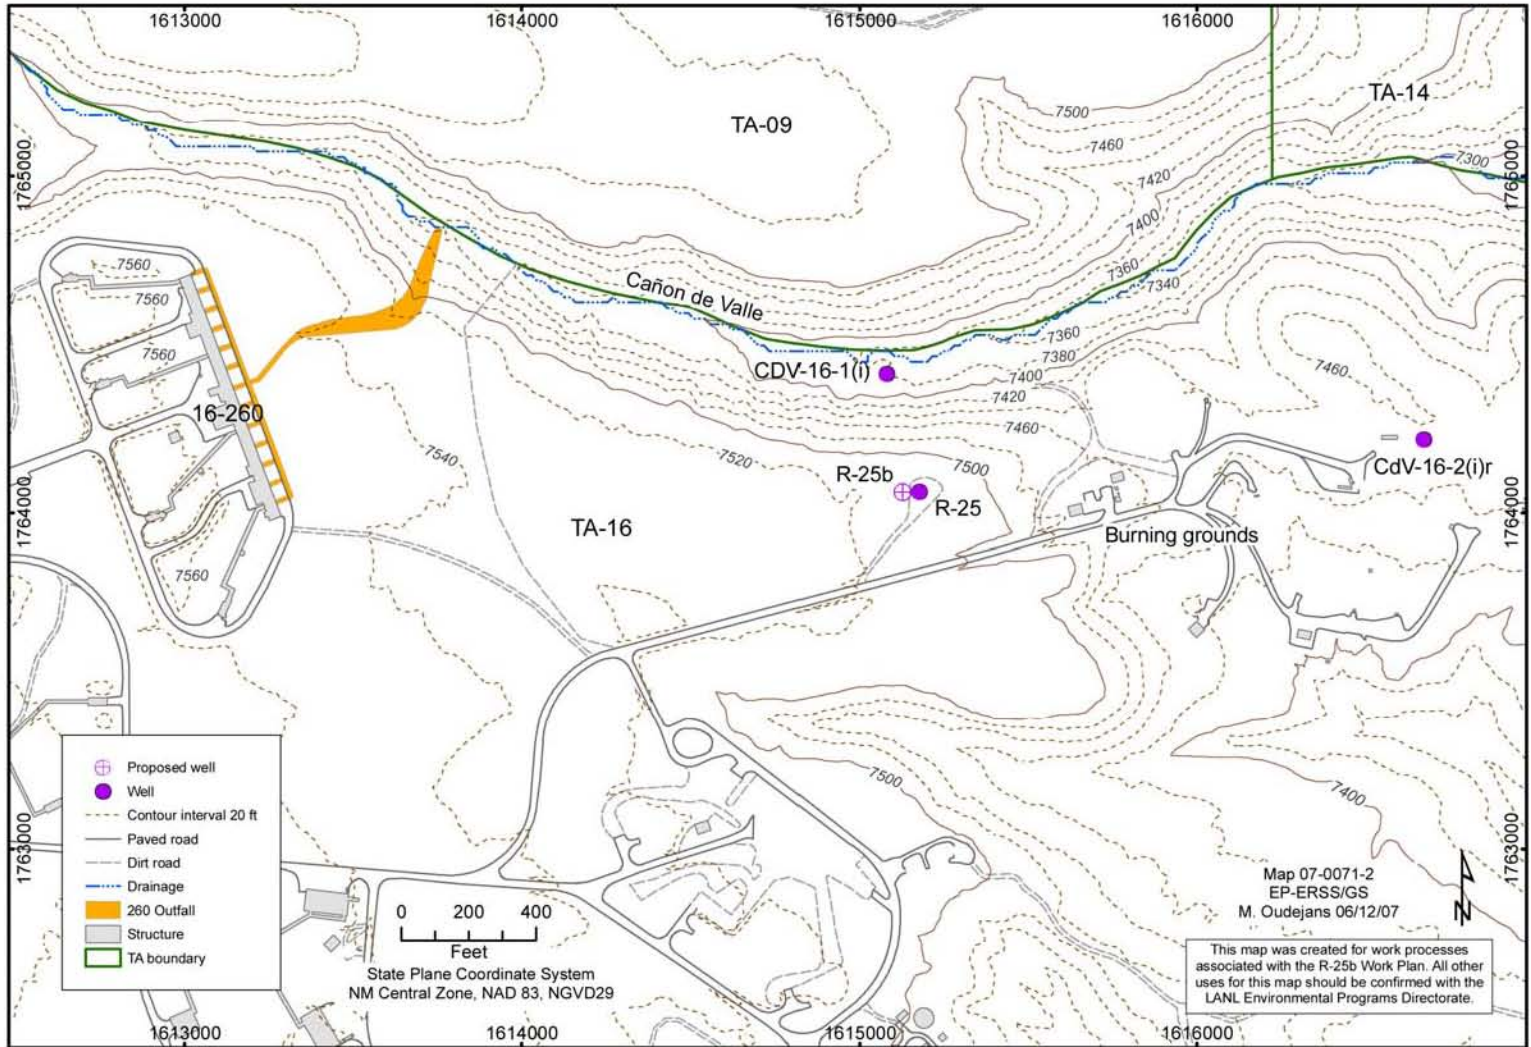 1613000
1614000
1615000
1616000
TA-14
7500
TA-09
7460
7300
1765000
1765000
7420
7400
7560
7360
Cañon de Valle
7340
7560
7360
7560
7380
CDV-16-1(i)
7400
7460
7420
16-260
7460
7540
7520
7500
CdV-16-2(i)r
R-25b
R-25
1764000
1764000
TA-16
Burning grounds
7560
7500
7400
Proposed well
Well
Contour interval 20 ft
Paved road
Dirt road
Drainage
260 Outfall
Structure
TA boundary
1763000
1763000
0 200 400
Feet
State Plane Coordinate System
NM Central Zone, NAD 83, NGVD29
Map 07-0071-2
EP-ERSS/GS
M. Oudejans 06/12/07
N
This map was created for work processes
associated with the R-25b Work Plan. All other
uses for this map should be confirmed with the
LANL Environmental Programs Directorate.
1613000
1614000
1615000
1616000